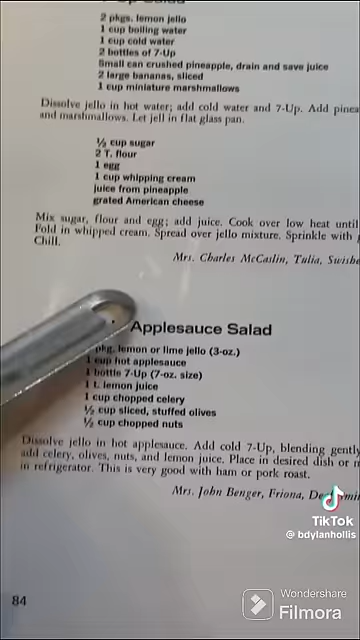 2 pkgs. lemon jello
1 cup boiling water
1 cup cold water
2 bottles of 7-Up
Small can crushed pineapple, drain and save juice
2 large bananas, sliced
1 cup miniature marshmallows
Dissolve jello in hot water; add cold water and 7-Up. Add
and marshmallows. Let jell in flat glass pan.
½ cup sugar
2 T. flour
1 egg
1 cup whipping cream
juice from pineapple
grated American cheese
Mix sugar, flour and egg; add juice. Cook over low heat until
Fold in whipped cream. Spread over jello mixture. Sprinkle with
Chill.
Mrs. Charles McCaslin, Tulia,
Applesauce Salad
pkg. lemon or lime jello (3-oz.)
1 cup hot applesauce
1 bottle 7-Up (7-oz. size)
1 t. lemon juice
1 cup chopped celery
½ cup sliced, stuffed olives
½ cup chopped nuts
Dissolve jello in hot applesauce. Add cold 7-Up, blending gently
add celery, olives, nuts, and lemon juice. Place in desired dish or
in refrigerator. This is very good with ham or pork roast.
Mrs. John Benger, Friona,
TikTok
@bdylanhollis
84
Wondershare
Filmora